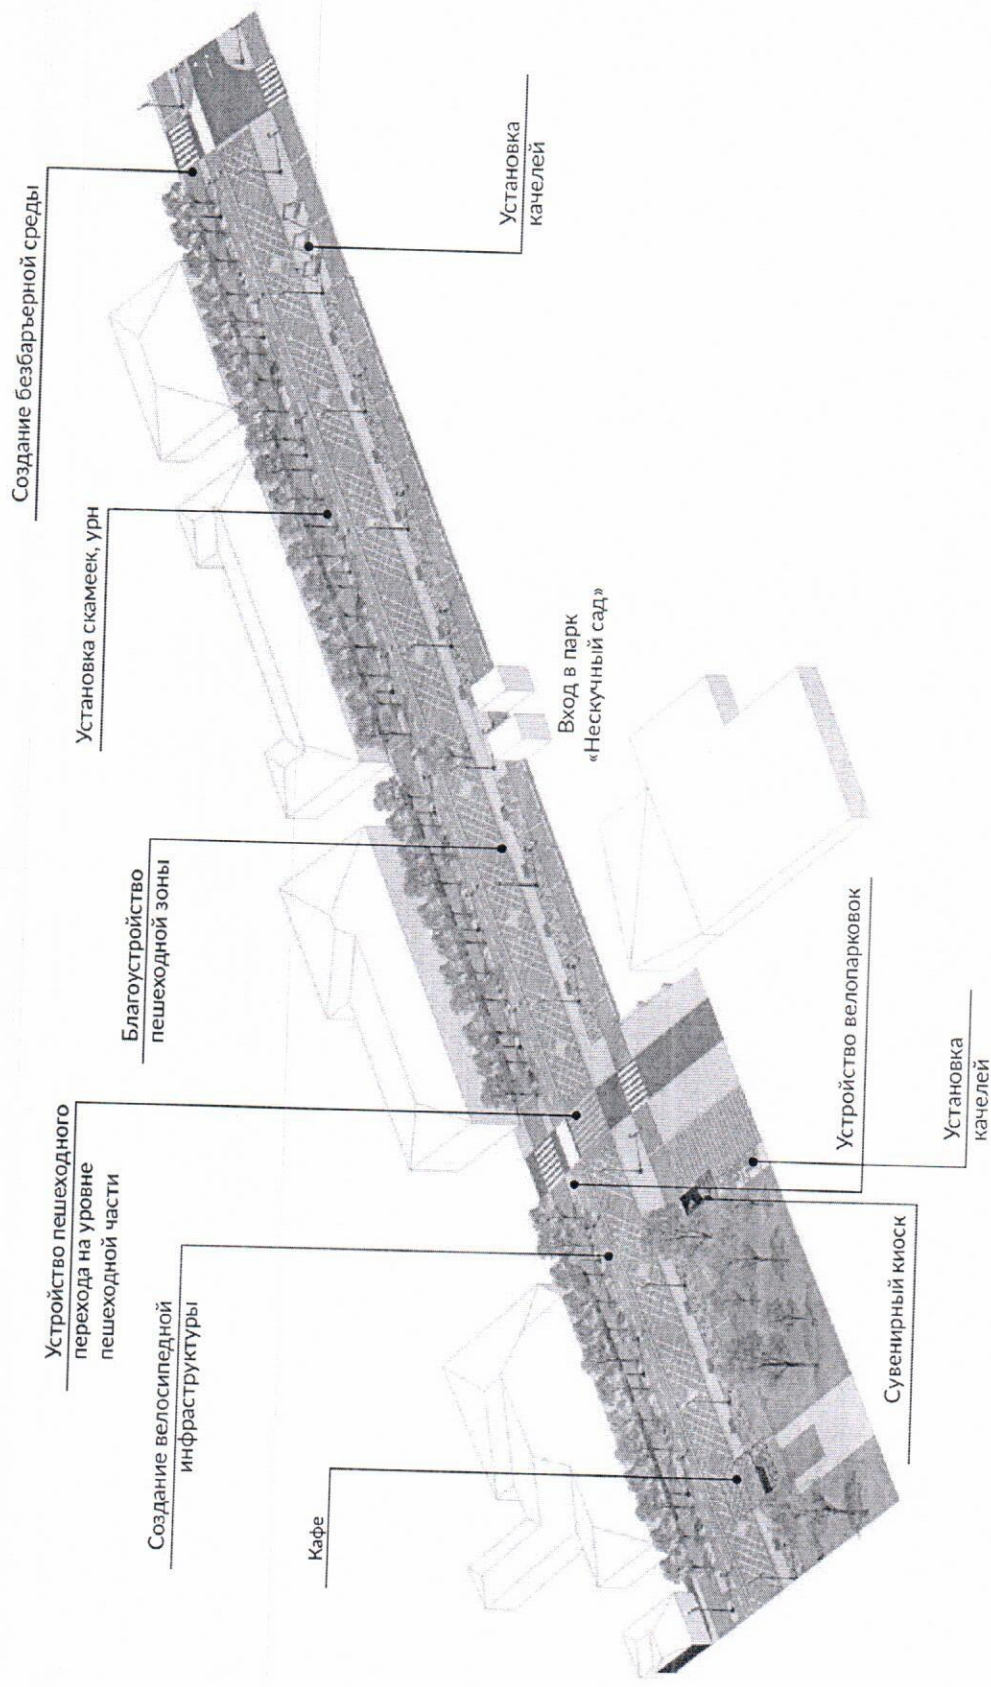 Создание безбаръерной среды
Устройство пешеходного
перехода на уровне
пешеходной части
Установка скамеек, урн
Благоустройство
пешеходной зоны
Создание велосипедной
инфраструктуры
Кафе
Установка
качелей
Вход в парк
«Нескучный сад»
Устройство велопарковок
Сувенирный киоск
Установка
качелей